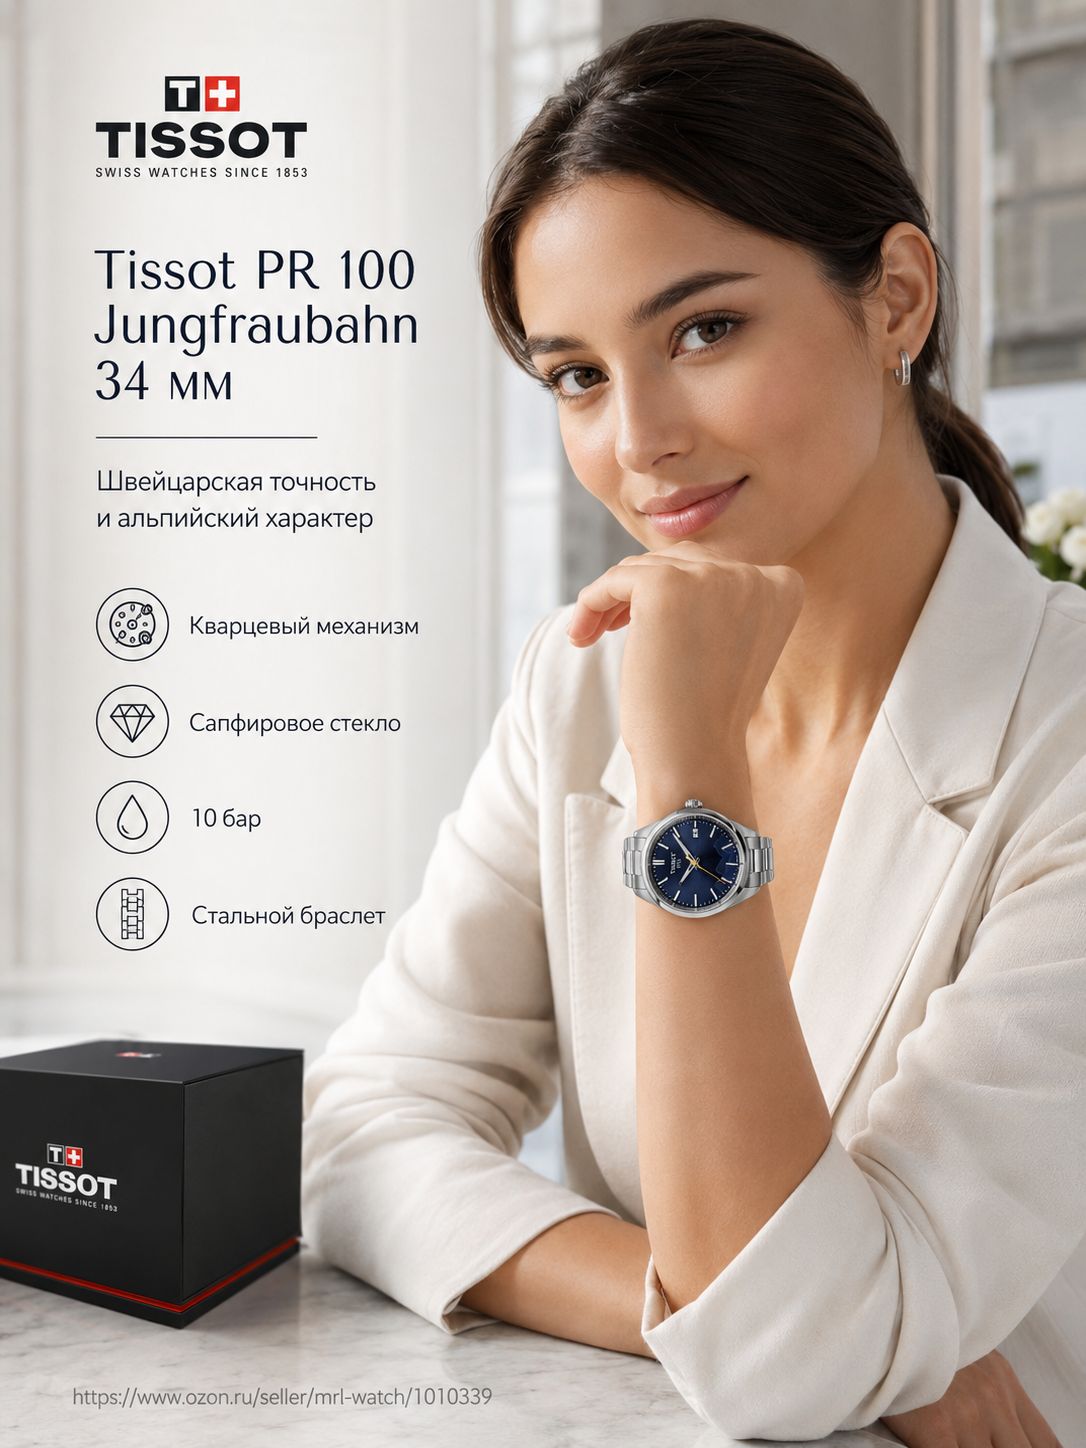 T+
TISSOT
SWISS WATCHES SINCE 1853
Tissot PR 100
Jungfraubahn
34 мм
Швейцарская точность
и альпийский характер
Кварцевый механизм
Сапфировое стекло
10 бар
Стальной браслет
T+
TISSOT
SWISS WATCHES SINCE 1853
https://www.ozon.ru/seller/mrl-watch/1010339